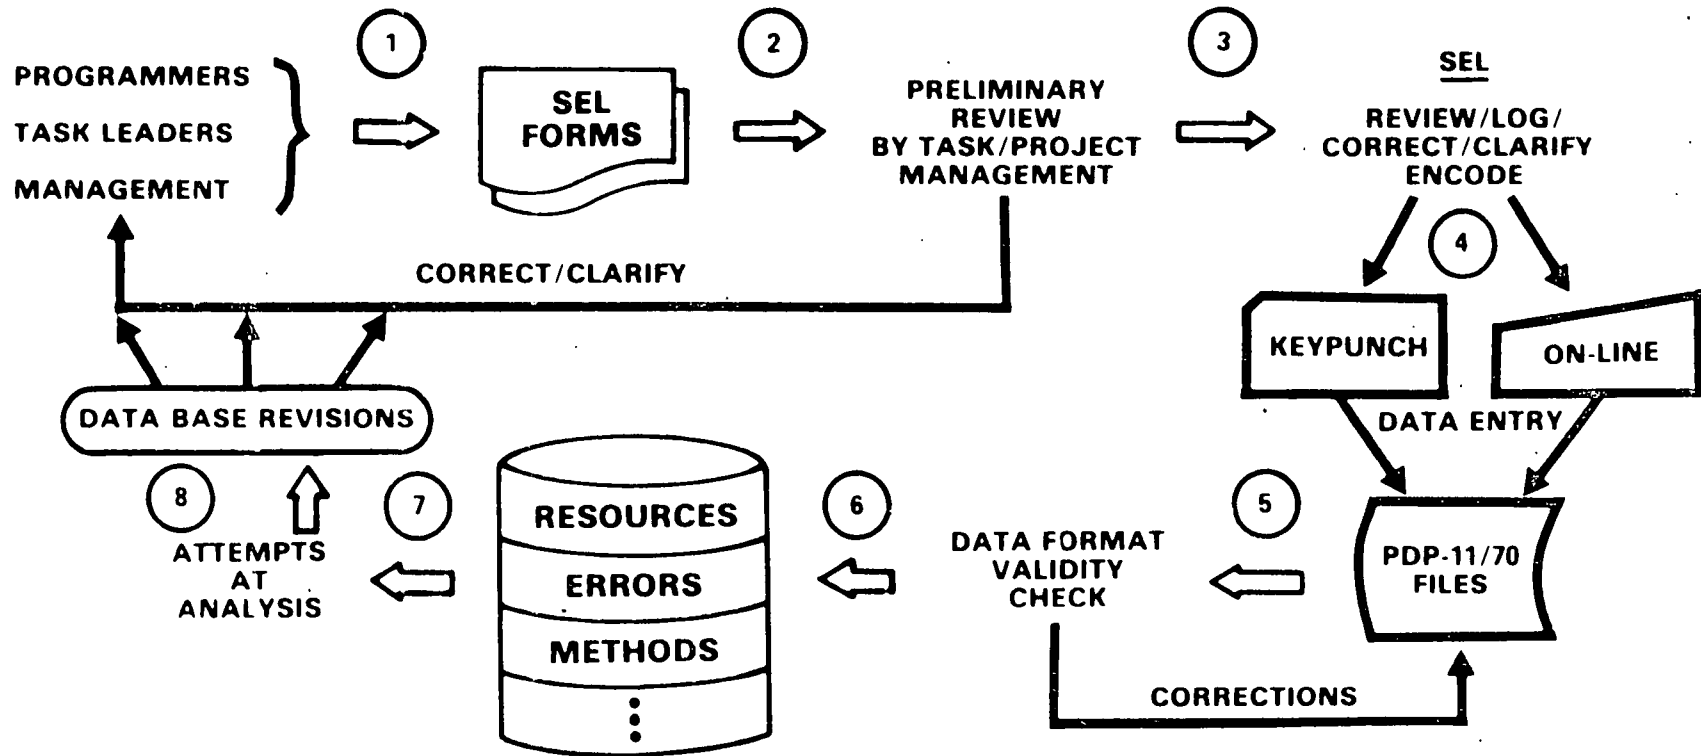 1
2
3
PROGRAMMERS
TASK LEADERS
MANAGEMENT
SEL
FORMS
PRELIMINARY
REVIEW
BY TASK/PROJECT
MANAGEMENT
SEL
REVIEW/LOG/
CORRECT/CLARIFY
ENCODE
4
CORRECT/CLARIFY
KEYPUNCH
ON-LINE
DATA ENTRY
DATA BASE REVISIONS
8
7
6
5
ATTEMPTS
AT
ANALYSIS
RESOURCES
ERRORS
METHODS
DATA FORMAT
VALIDITY
CHECK
PDP-11/70
FILES
CORRECTIONS